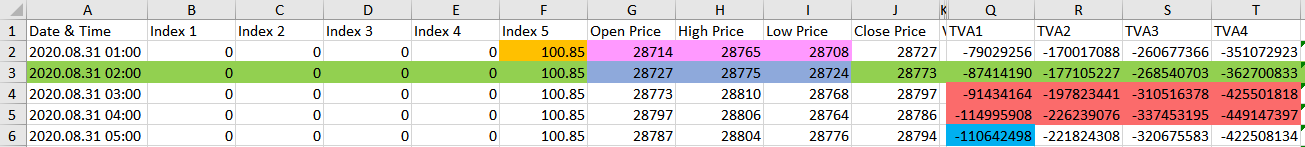 A B C D E F G H I J K Q R S T
1 Date & Time Index 1 Index 2 Index 3 Index 4 Index 5 Open Price High Price Low Price Close Price TVA1 TVA2 TVA3 TVA4
2 2020.08.31 01:00 0 0 0 0 100.85 28714 28765 28708 28727 -79029256 -170017088 -260677366 -351072923
3 2020.08.31 02:00 0 0 0 0 100.85 28727 28775 28724 28773 -87414190 -177105227 -268540703 -362700833
4 2020.08.31 03:00 0 0 0 0 100.85 28773 28810 28768 28797 -91434164 -197823441 -310516378 -425501818
5 2020.08.31 04:00 0 0 0 0 100.85 28797 28806 28764 28786 -114995908 -226239076 -337453195 -449147397
6 2020.08.31 05:00 0 0 0 0 100.85 28787 28804 28776 28794 -110642498 -221824308 -320675583 -422508134